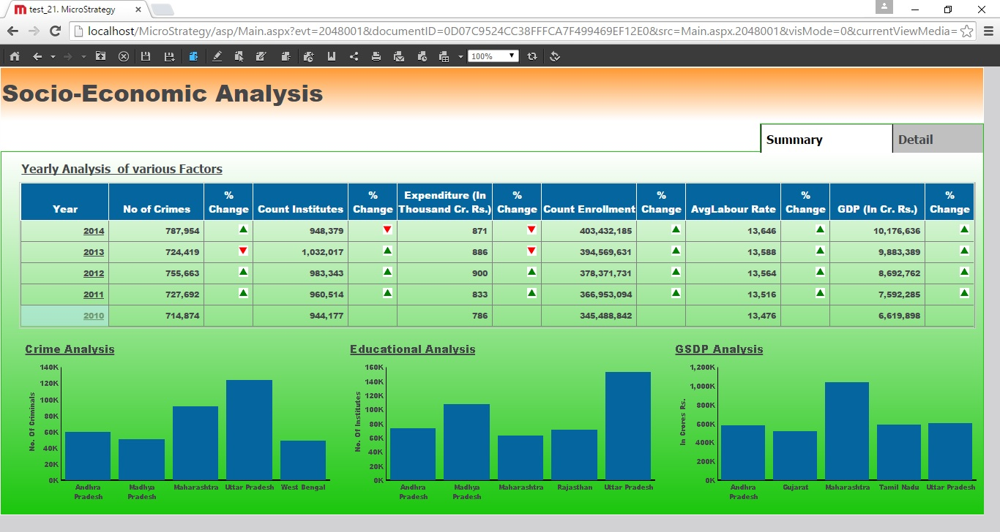 test_21. MicroStrategy
localhost/MicroStrategy/asp/Main.aspx?evt=2048001&documentID=0D07C9524CC38FFFCA7F499469EF12E0&src=Main.aspx.2048001&visMode=0&currentViewMedia=
100%
Socio-Economic Analysis
Summary Detail
Yearly Analysis of various Factors
Year No of Crimes % Change Count Institutes % Change Expenditure (In Thousand Cr. Rs.) % Change Count Enrollment % Change AvgLabour Rate % Change GDP (In Cr. Rs.) % Change
2014 787,954 948,379 871 403,432,185 13,646 10,176,636
2013 724,419 1,032,017 886 394,569,631 13,588 9,883,389
2012 755,663 983,343 900 378,371,731 13,564 8,692,762
2011 727,692 960,514 833 366,953,094 13,516 7,592,285
2010 714,874 944,177 786 345,488,842 13,476 6,619,898
Crime Analysis
No. Of Criminals
140K
120K
100K
80K
60K
40K
20K
0K
Andhra Pradesh
Madhya Pradesh
Maharashtra
Uttar Pradesh
West Bengal
Educational Analysis
No. Of Institutes
160K
140K
120K
100K
80K
60K
40K
20K
0K
Andhra Pradesh
Madhya Pradesh
Maharashtra
Rajasthan
Uttar Pradesh
GSDP Analysis
In Crores Rs.
1,200K
1,000K
800K
600K
400K
200K
0K
Andhra Pradesh
Gujarat
Maharashtra
Tamil Nadu
Uttar Pradesh